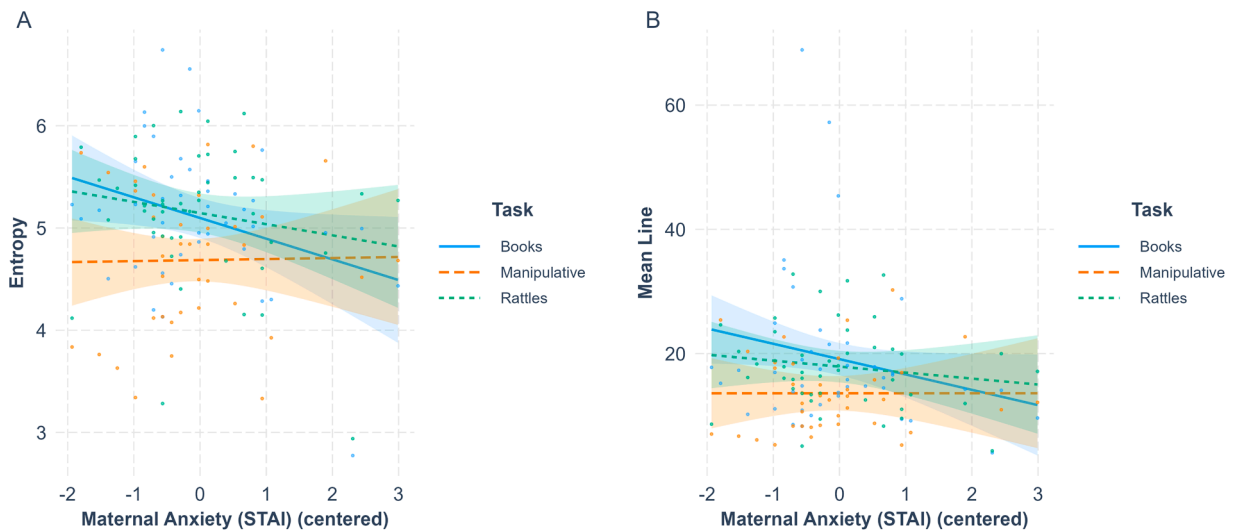 A
Entropy
6
5
4
3
-2 -1 0 1 2 3
Maternal Anxiety (STAI) (centered)
Task
Books
Manipulative
Rattles
B
Mean Line
60
40
20
-2 -1 0 1 2 3
Maternal Anxiety (STAI) (centered)
Task
Books
Manipulative
Rattles